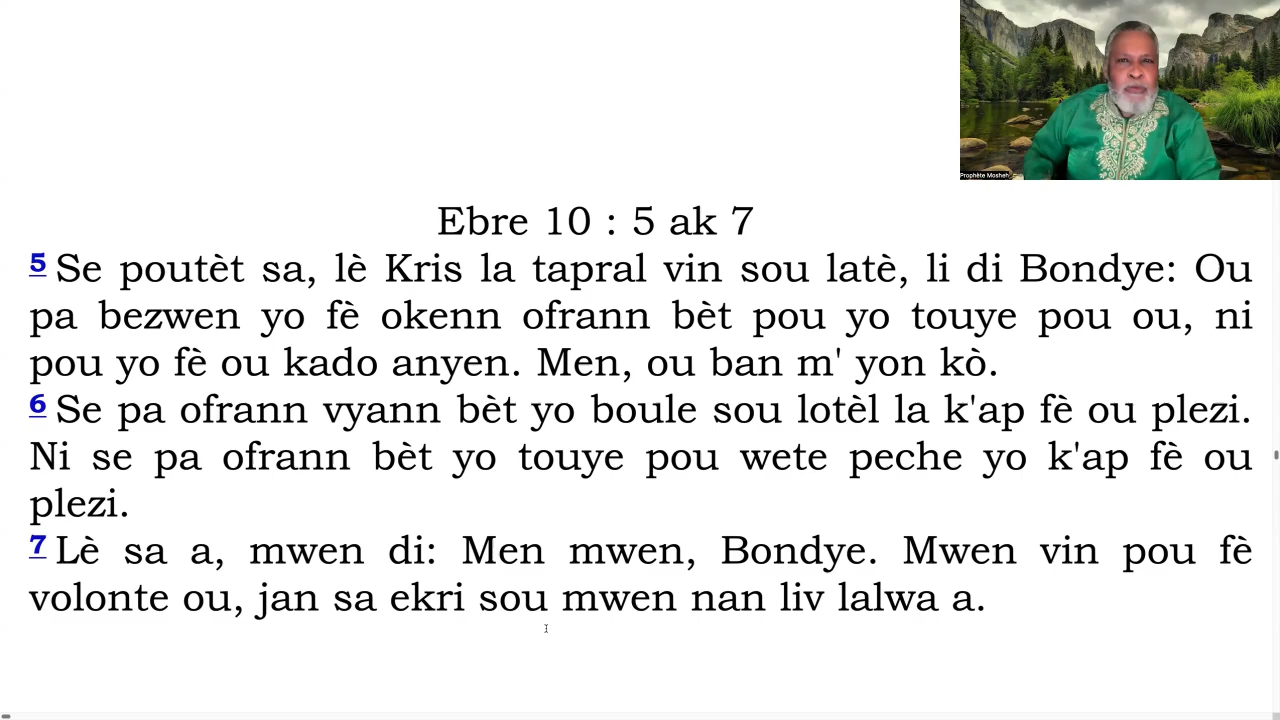 Prophète Mosheh
Ebre 10 : 5 ak 7
5 Se poutèt sa, lè Kris la tapral vin sou latè, li di Bondye: Ou
pa bezwen yo fè okenn ofrann bèt pou yo touye pou ou, ni
pou yo fè ou kado anyen. Men, ou ban m' yon kò.
6 Se pa ofrann vyann bèt yo boule sou lotèl la k'ap fè ou plezi.
Ni se pa ofrann bèt yo touye pou wete peche yo k'ap fè ou
plezi.
7 Lè sa a, mwen di: Men mwen, Bondye. Mwen vin pou fè
volonte ou, jan sa ekri sou mwen nan liv lalwa a.